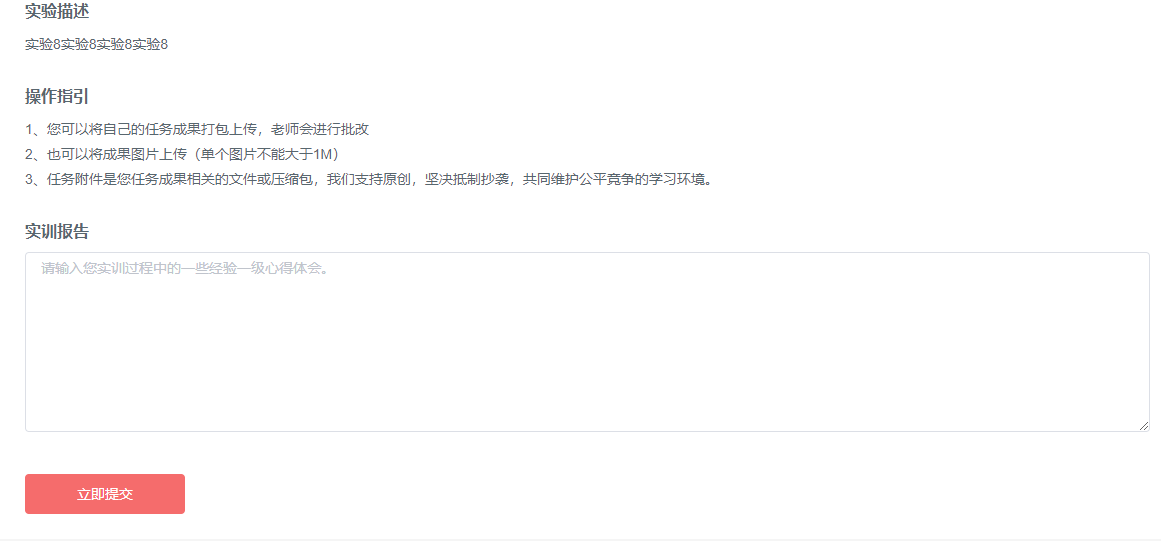 实验描述
实验8实验8实验8实验8
操作指引
1、您可以将自己的任务成果打包上传，老师会进行批改
2、也可以将成果图片上传（单个图片不能大于1M）
3、任务附件是您任务成果相关的文件或压缩包，我们支持原创，坚决抵制抄袭，共同维护公平竞争的学习环境。
实训报告
请输入您实训过程中的一些经验一级心得体会。
立即提交